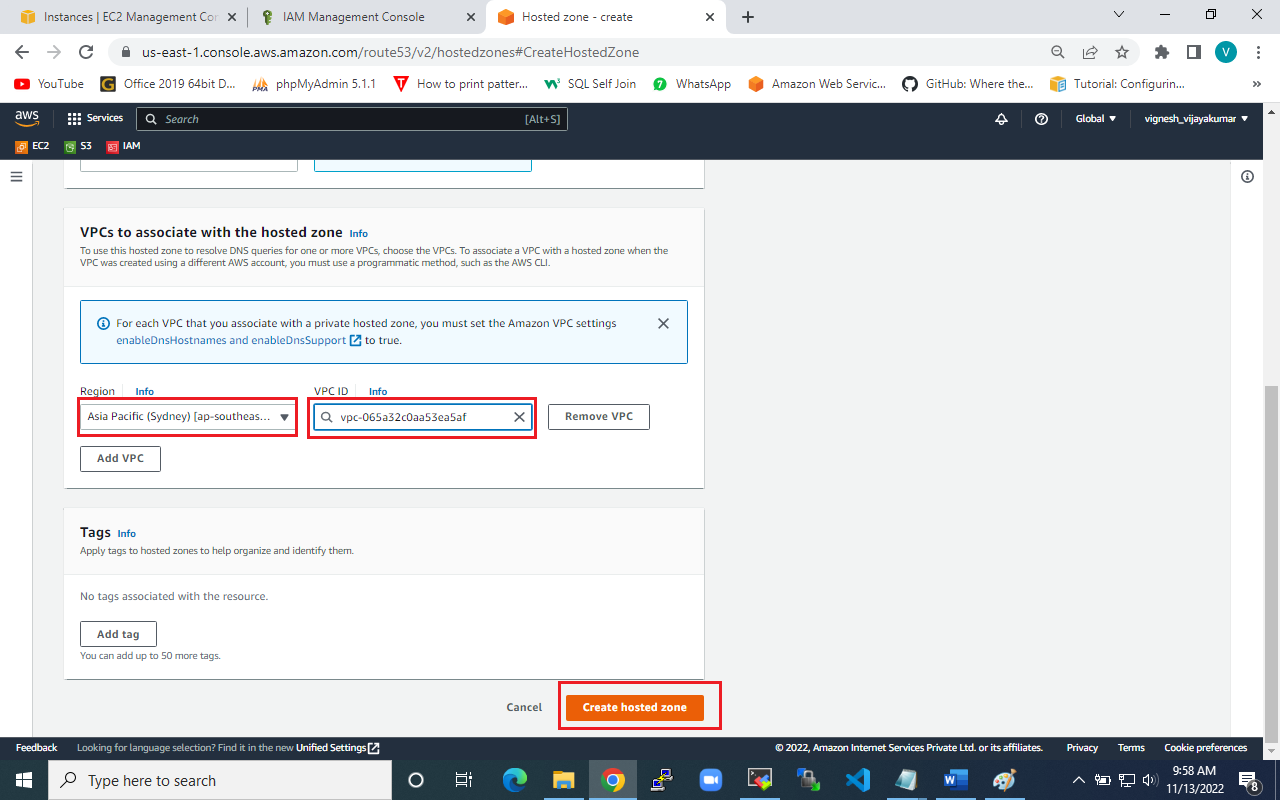 Instances | EC2 Management Con
IAM Management Console
Hosted zone - create
us-east-1.console.aws.amazon.com/route53/v2/hostedzones#CreateHostedZone
V
YouTube
Office 2019 64bit D...
phpMyAdmin 5.1.1
How to print patter...
SQL Self Join
WhatsApp
Amazon Web Servic...
GitHub: Where the...
Tutorial: Configurin...
»
aws
Services
Search
[Alt+S]
Global
vignesh_vijayakumar
EC2
S3
IAM
VPCs to associate with the hosted zone Info
To use this hosted zone to resolve DNS queries for one or more VPCs, choose the VPCs. To associate a VPC with a hosted zone when the
VPC was created using a different AWS account, you must use a programmatic method, such as the AWS CLI.
For each VPC that you associate with a private hosted zone, you must set the Amazon VPC settings
enableDnsHostnames and enableDnsSupport to true.
Region Info
VPC ID Info
Asia Pacific (Sydney) [ap-southeas...
vpc-065a32c0aa53ea5af
Remove VPC
Add VPC
Tags Info
Apply tags to hosted zones to help organize and identify them.
No tags associated with the resource.
Add tag
You can add up to 50 more tags.
Cancel
Create hosted zone
Feedback
Looking for language selection? Find it in the new Unified Settings
© 2022, Amazon Internet Services Private Ltd. or its affiliates.
Privacy
Terms
Cookie preferences
Type here to search
9:58 AM
11/13/2022
8